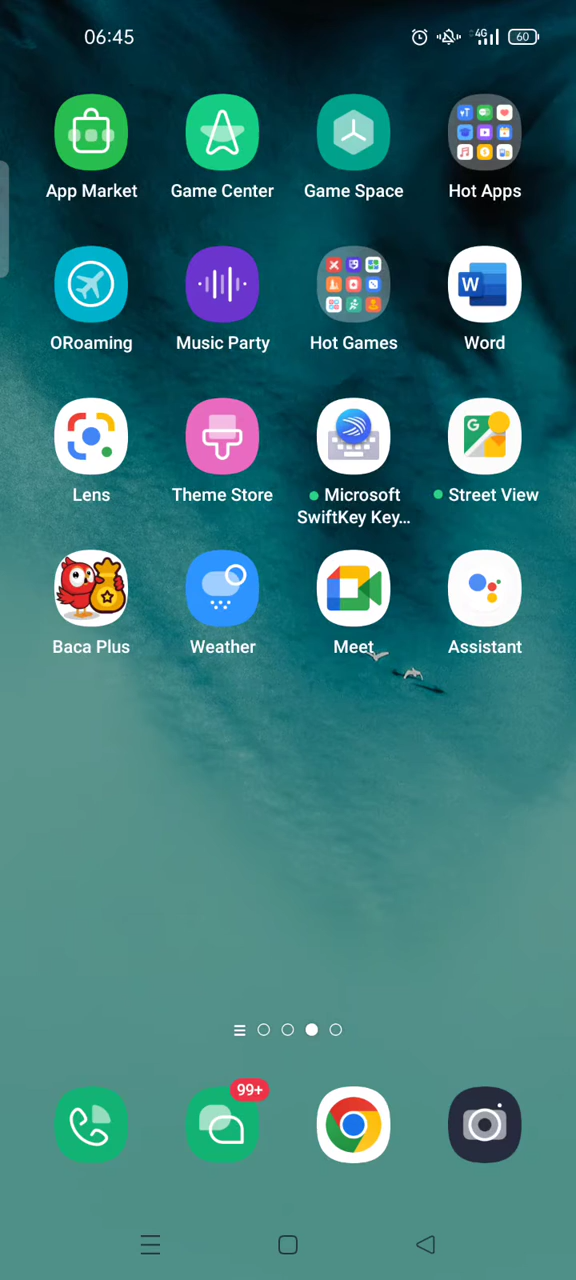 06:45
4G
60
App Market
Game Center
Game Space
Hot Apps
ORoaming
Music Party
Hot Games
W
Word
Lens
Theme Store
Microsoft
SwiftKey Key...
G
Street View
Baca Plus
Weather
Meet
Assistant
99+